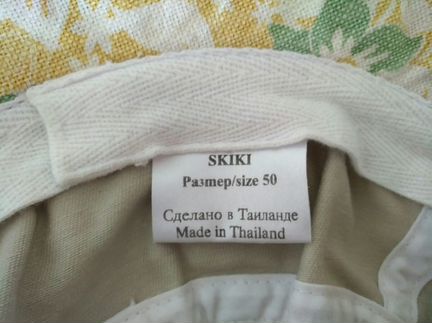 SKIKI
Размер/size 50
Сделано в Таиланде
Made in Thailand